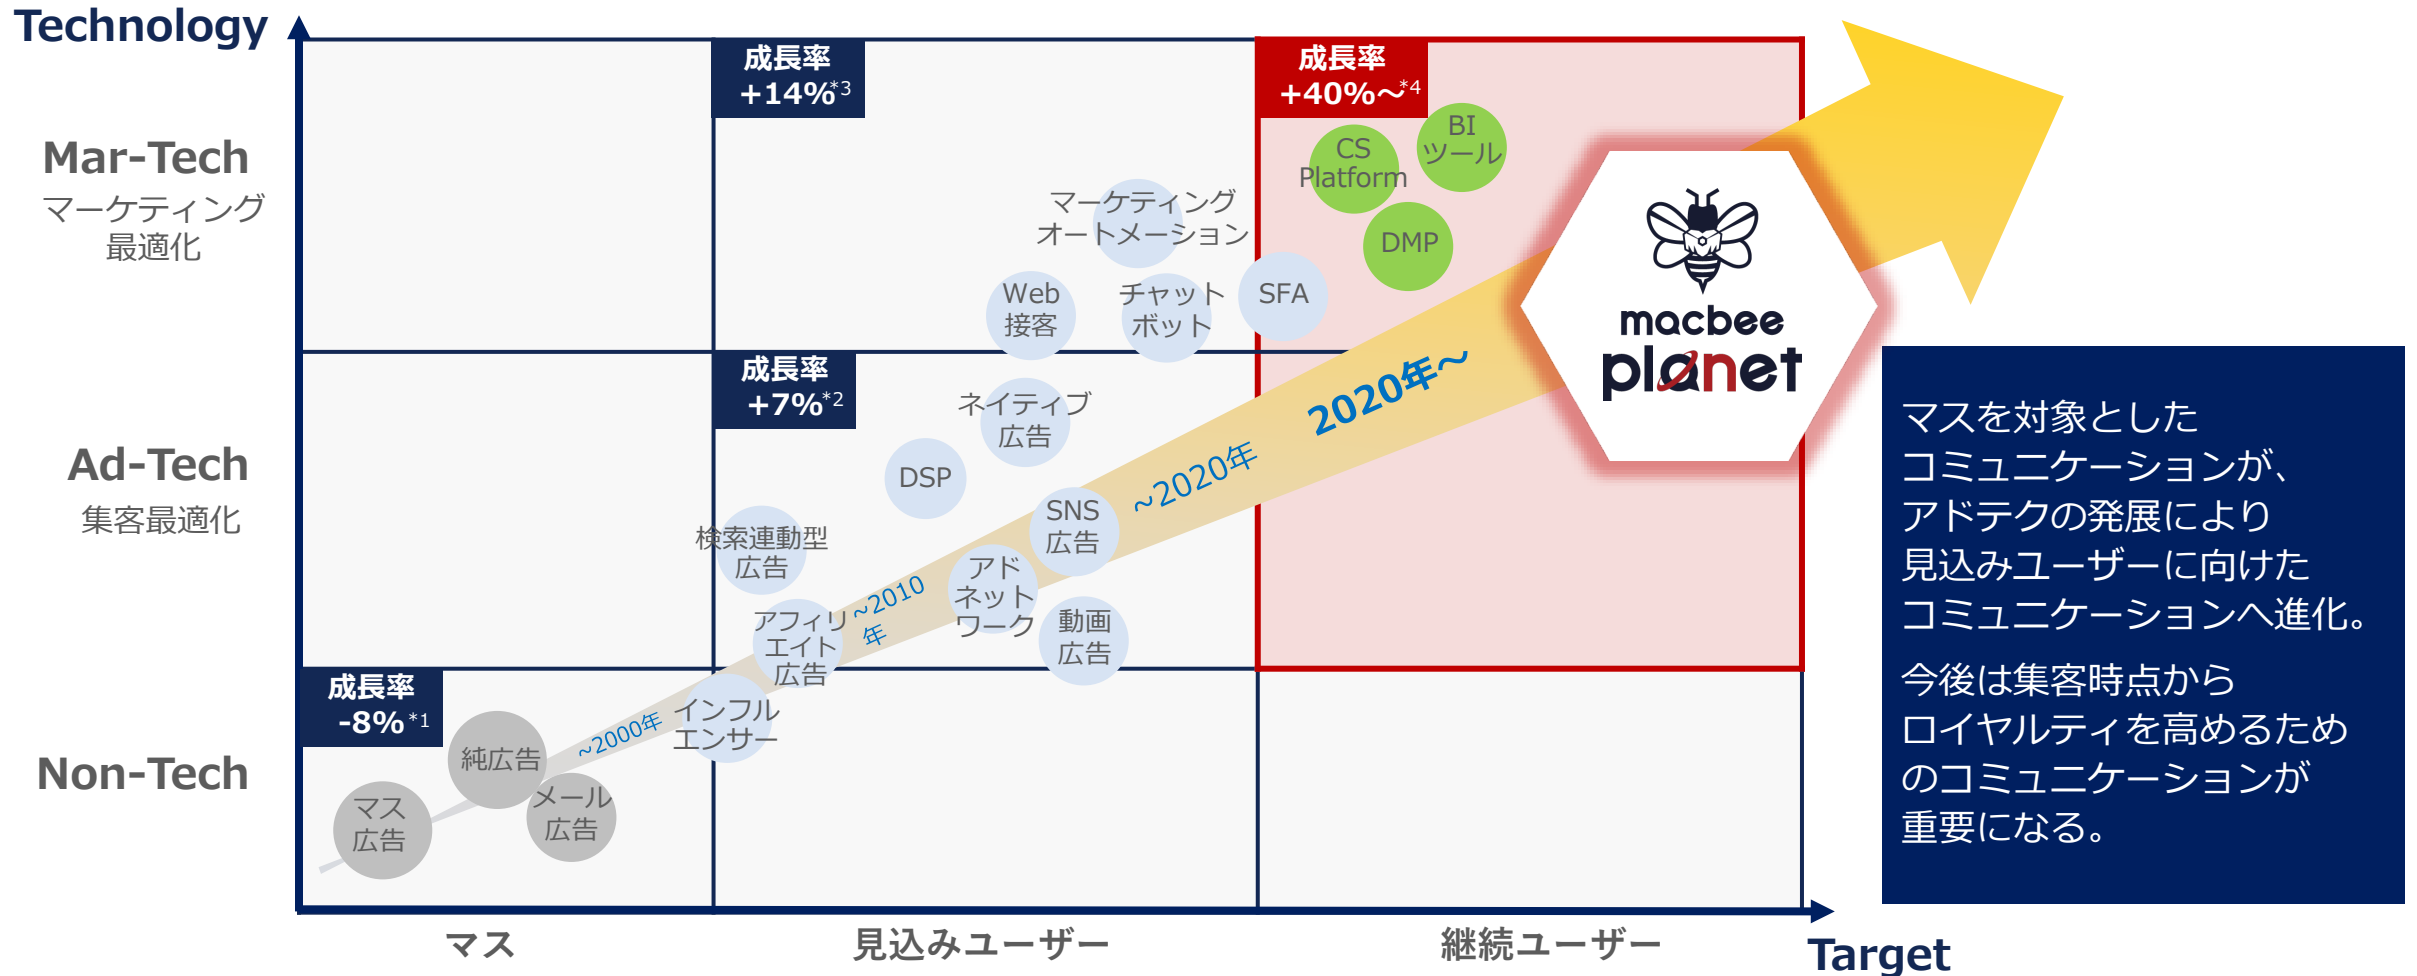 Technology
成長率
+14%*3
成長率
+40%～*4
Mar-Tech
マーケティング
最適化
マーケティング
オートメーション
Web
接客
チャット
ボット
SFA
CS
Platform
BI
ツール
DMP
macbee
planet
成長率
+7%*2
Ad-Tech
集客最適化
ネイティブ
広告
DSP
検索連動型
広告
SNS
広告
アド
ネット
ワーク
動画
広告
アフィリ
エイト
広告
~2010
年
~2020年
2020年～
成長率
-8%*1
Non-Tech
純広告
マス
広告
メール
広告
~2000年
インフル
エンサー
マスを対象とした
コミュニケーションが、
アドテクの発展により
見込みユーザーに向けた
コミュニケーションへ進化。
今後は集客時点から
ロイヤルティを高めるため
のコミュニケーションが
重要になる。
マス
見込みユーザー
継続ユーザー
Target